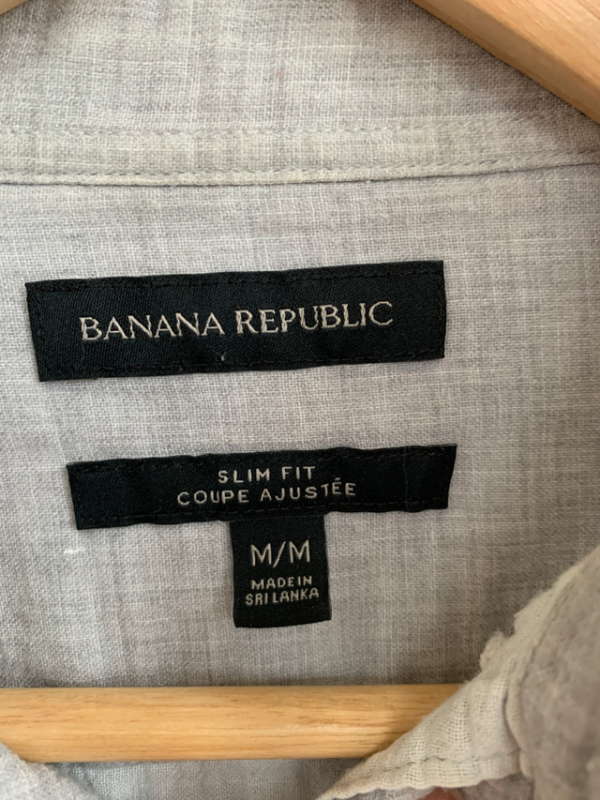 BANANA REPUBLIC
SLIM FIT
COUPE AJUSTÉE
M/M
MADE IN
SRI LANKA